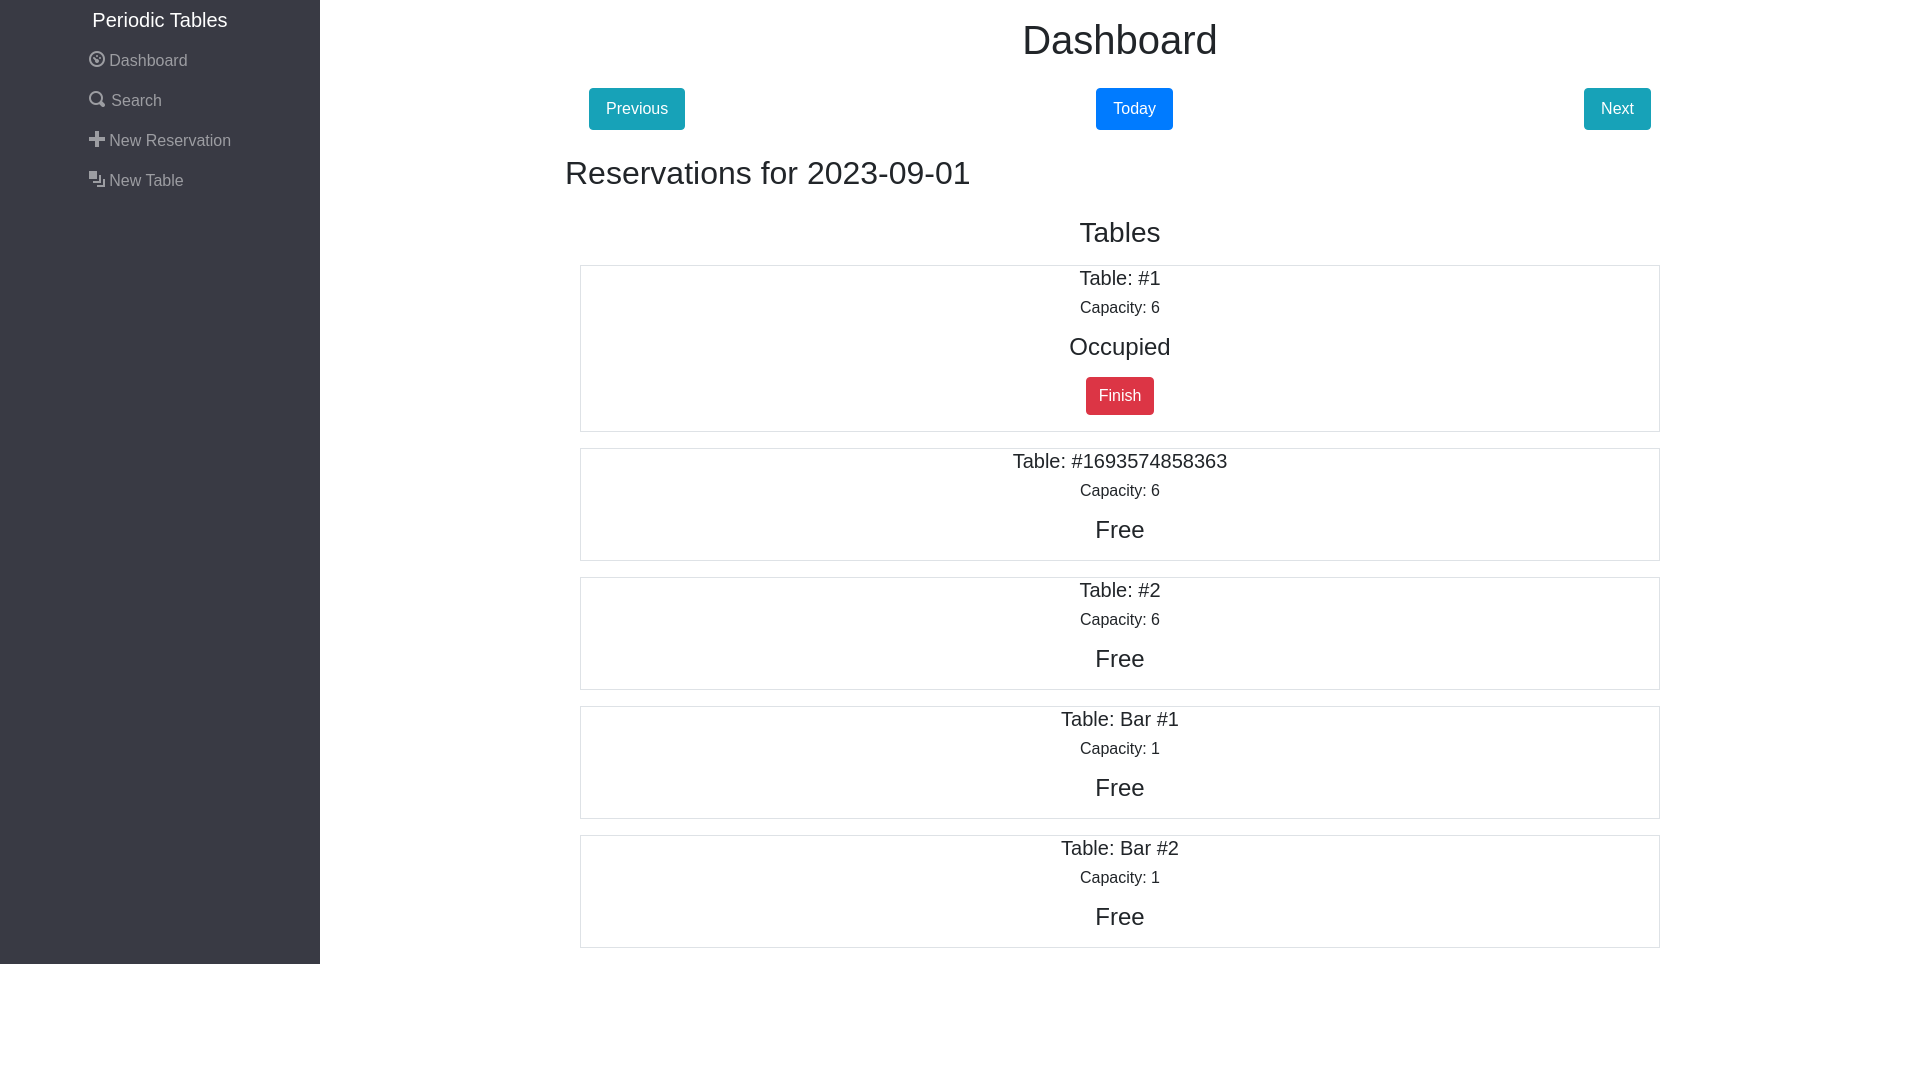 Periodic Tables
Dashboard
Search
New Reservation
New Table
Dashboard
Previous
Today
Next
Reservations for 2023-09-01
Tables
Table: #1
Capacity: 6
Occupied
Finish
Table: #1693574858363
Capacity: 6
Free
Table: #2
Capacity: 6
Free
Table: Bar #1
Capacity: 1
Free
Table: Bar #2
Capacity: 1
Free